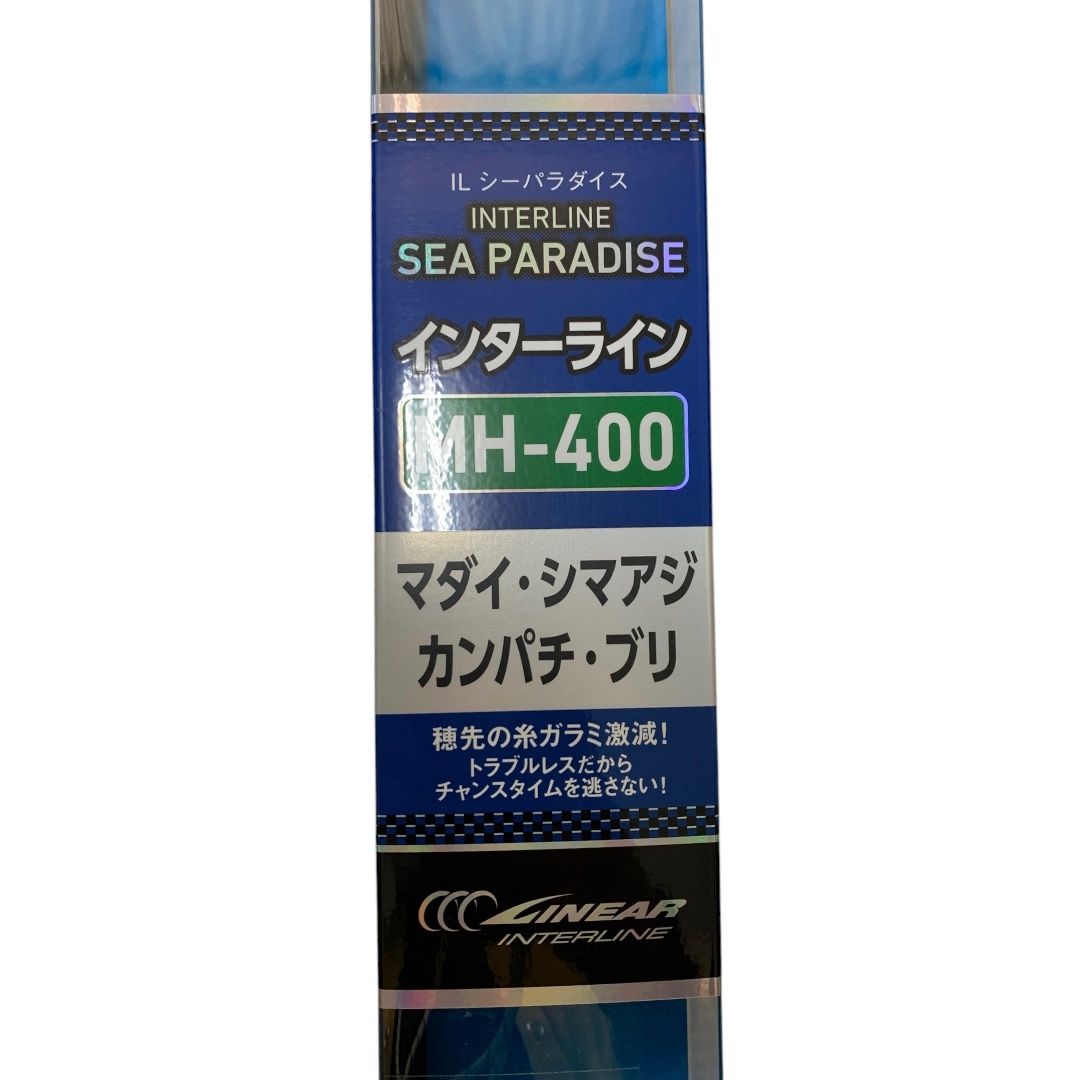 IL シーパラダイス
INTERLINE
SEA PARADISE
インターライン
MH-400
マダイ・シマアジ
カンパチ・ブリ
穂先の糸ガラミ激減!
トラブルレスだから
チャンスタイムを逃さない!
LINEAR
INTERLINE